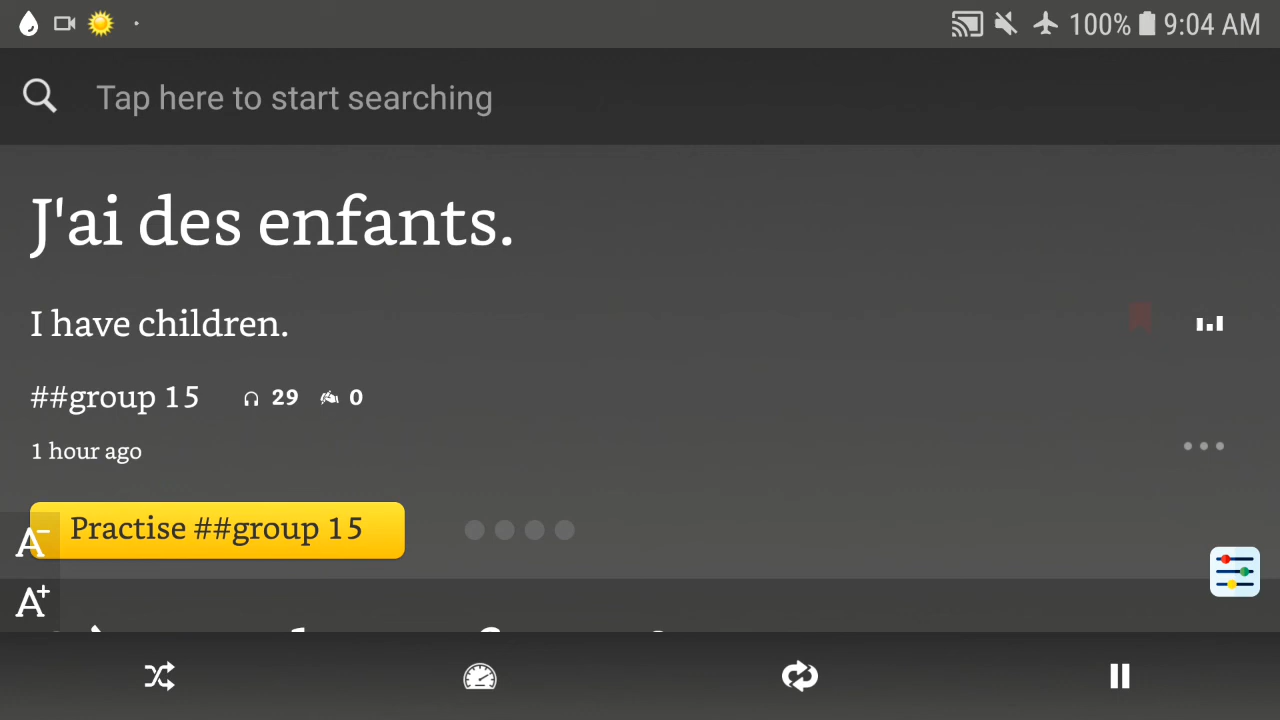 100% 9:04 AM
Tap here to start searching
J'ai des enfants.
I have children.
##group 15 29 0
1 hour ago
Practise ##group 15
A-
A+